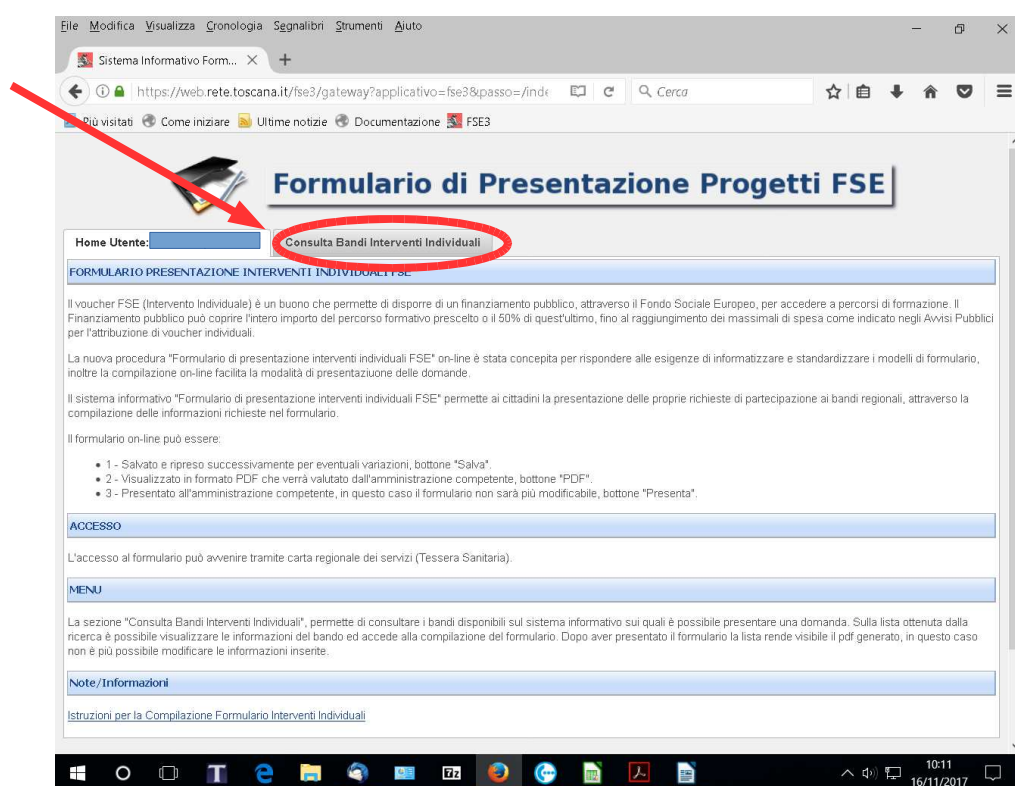 File Modifica Visualizza Cronologia Segnalibri Strumenti Aiuto
Sistema Informativo Form...
https://web.rete.toscana.it/fse3/gateway?applicativo=fse3&passo=/inde
Cerca
Più visitati Come iniziare Ultime notizie Documentazione FSE3
Formulario di Presentazione Progetti FSE
Home Utente: Consulta Bandi Interventi Individuali
FORMULARIO PRESENTAZIONE INTERVENTI INDIVIDUALI FSE
Il voucher FSE (Intervento Individuale) è un buono che permette di disporre di un finanziamento pubblico, attraverso il Fondo Sociale Europeo, per accedere a percorsi di formazione. Il
Finanziamento pubblico può coprire l'intero importo del percorso formativo prescelto o il 50% di quest'ultimo, fino al raggiungimento dei massimali di spesa come indicato negli Avvisi Pubblici
per l'attribuzione di voucher individuali.
La nuova procedura "Formulario di presentazione interventi individuali FSE" on-line è stata concepita per rispondere alle esigenze di informatizzare e standardizzare i modelli di formulario,
inoltre la compilazione on-line facilita la modalità di presentaziuone delle domande.
Il sistema informativo "Formulario di presentazione interventi individuali FSE" permette ai cittadini la presentazione delle proprie richieste di partecipazione ai bandi regionali, attraverso la
compilazione delle informazioni richieste nel formulario.
Il formulario on-line può essere:
• 1 - Salvato e ripreso successivamente per eventuali variazioni, bottone "Salva".
• 2 - Visualizzato in formato PDF che verrà valutato dall'amministrazione competente, bottone "PDF".
• 3 - Presentato all'amministrazione competente, in questo caso il formulario non sarà più modificabile, bottone "Presenta".
ACCESSO
L'accesso al formulario può avvenire tramite carta regionale dei servizi (Tessera Sanitaria).
MENU
La sezione "Consulta Bandi Interventi Individuali", permette di consultare i bandi disponibili sul sistema informativo sui quali è possibile presentare una domanda. Sulla lista ottenuta dalla
ricerca è possibile visualizzare le informazioni del bando ed accede alla compilazione del formulario. Dopo aver presentato il formulario la lista rende visibile il pdf generato, in questo caso
non è più possibile modificare le informazioni inserite.
Note/Informazioni
Istruzioni per la Compilazione Formulario Interventi Individuali
10:11
16/11/2017